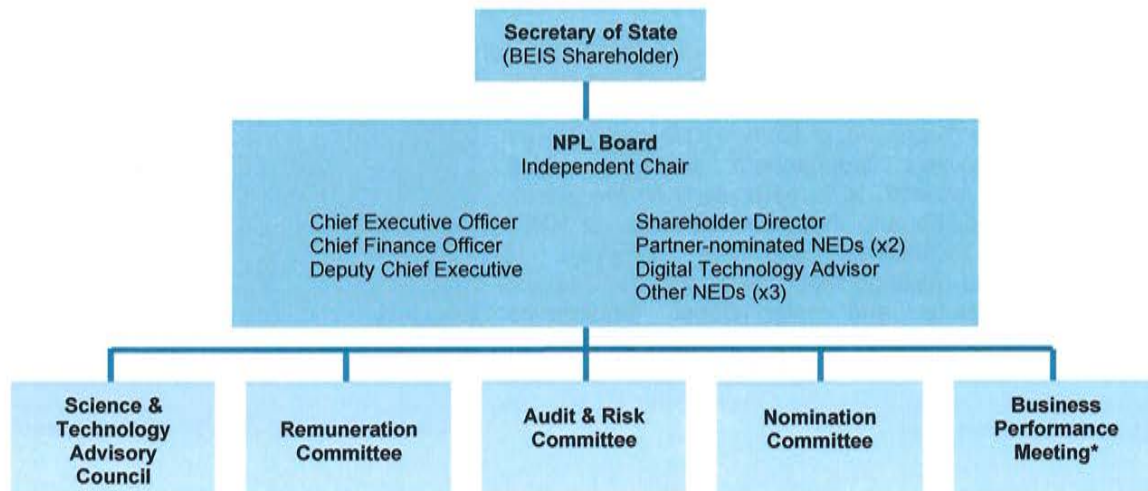 Secretary of State
(BEIS Shareholder)
NPL Board
Independent Chair
Chief Executive Officer
Chief Finance Officer
Deputy Chief Executive
Shareholder Director
Partner-nominated NEDs (x2)
Digital Technology Advisor
Other NEDs (x3)
Science &
Technology
Advisory
Council
Remuneration
Committee
Audit & Risk
Committee
Nomination
Committee
Business
Performance
Meeting*